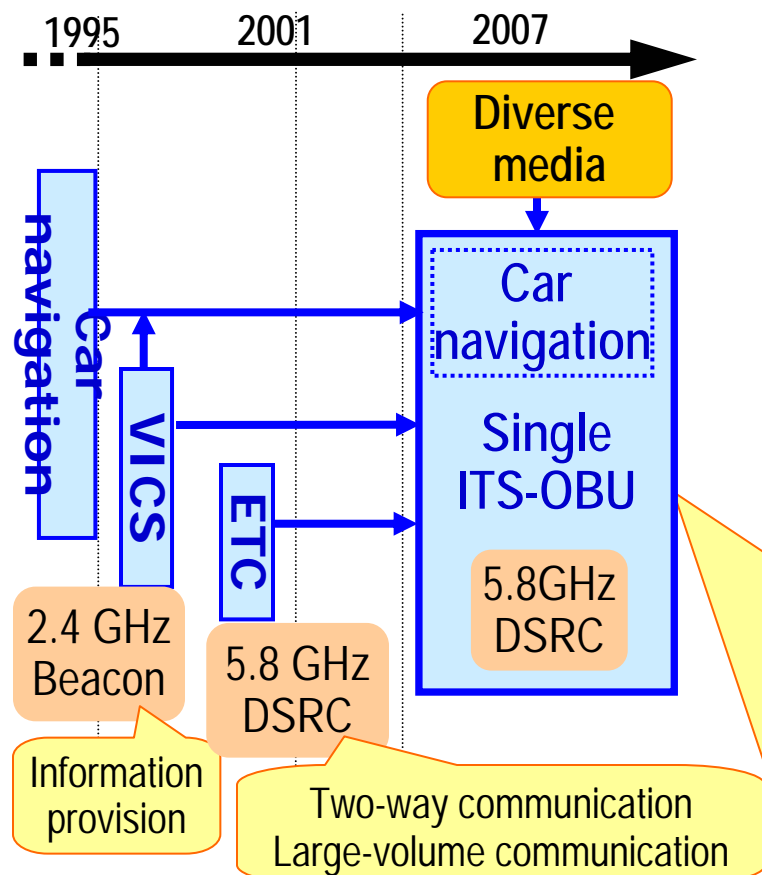 1995
2001
2007
Diverse
media
Car
navigation
Car
navigation
VICS
Single
ITS-OBU
ETC
5.8GHz
DSRC
2.4 GHz
Beacon
5.8 GHz
DSRC
Information
provision
Two-way communication
Large-volume communication